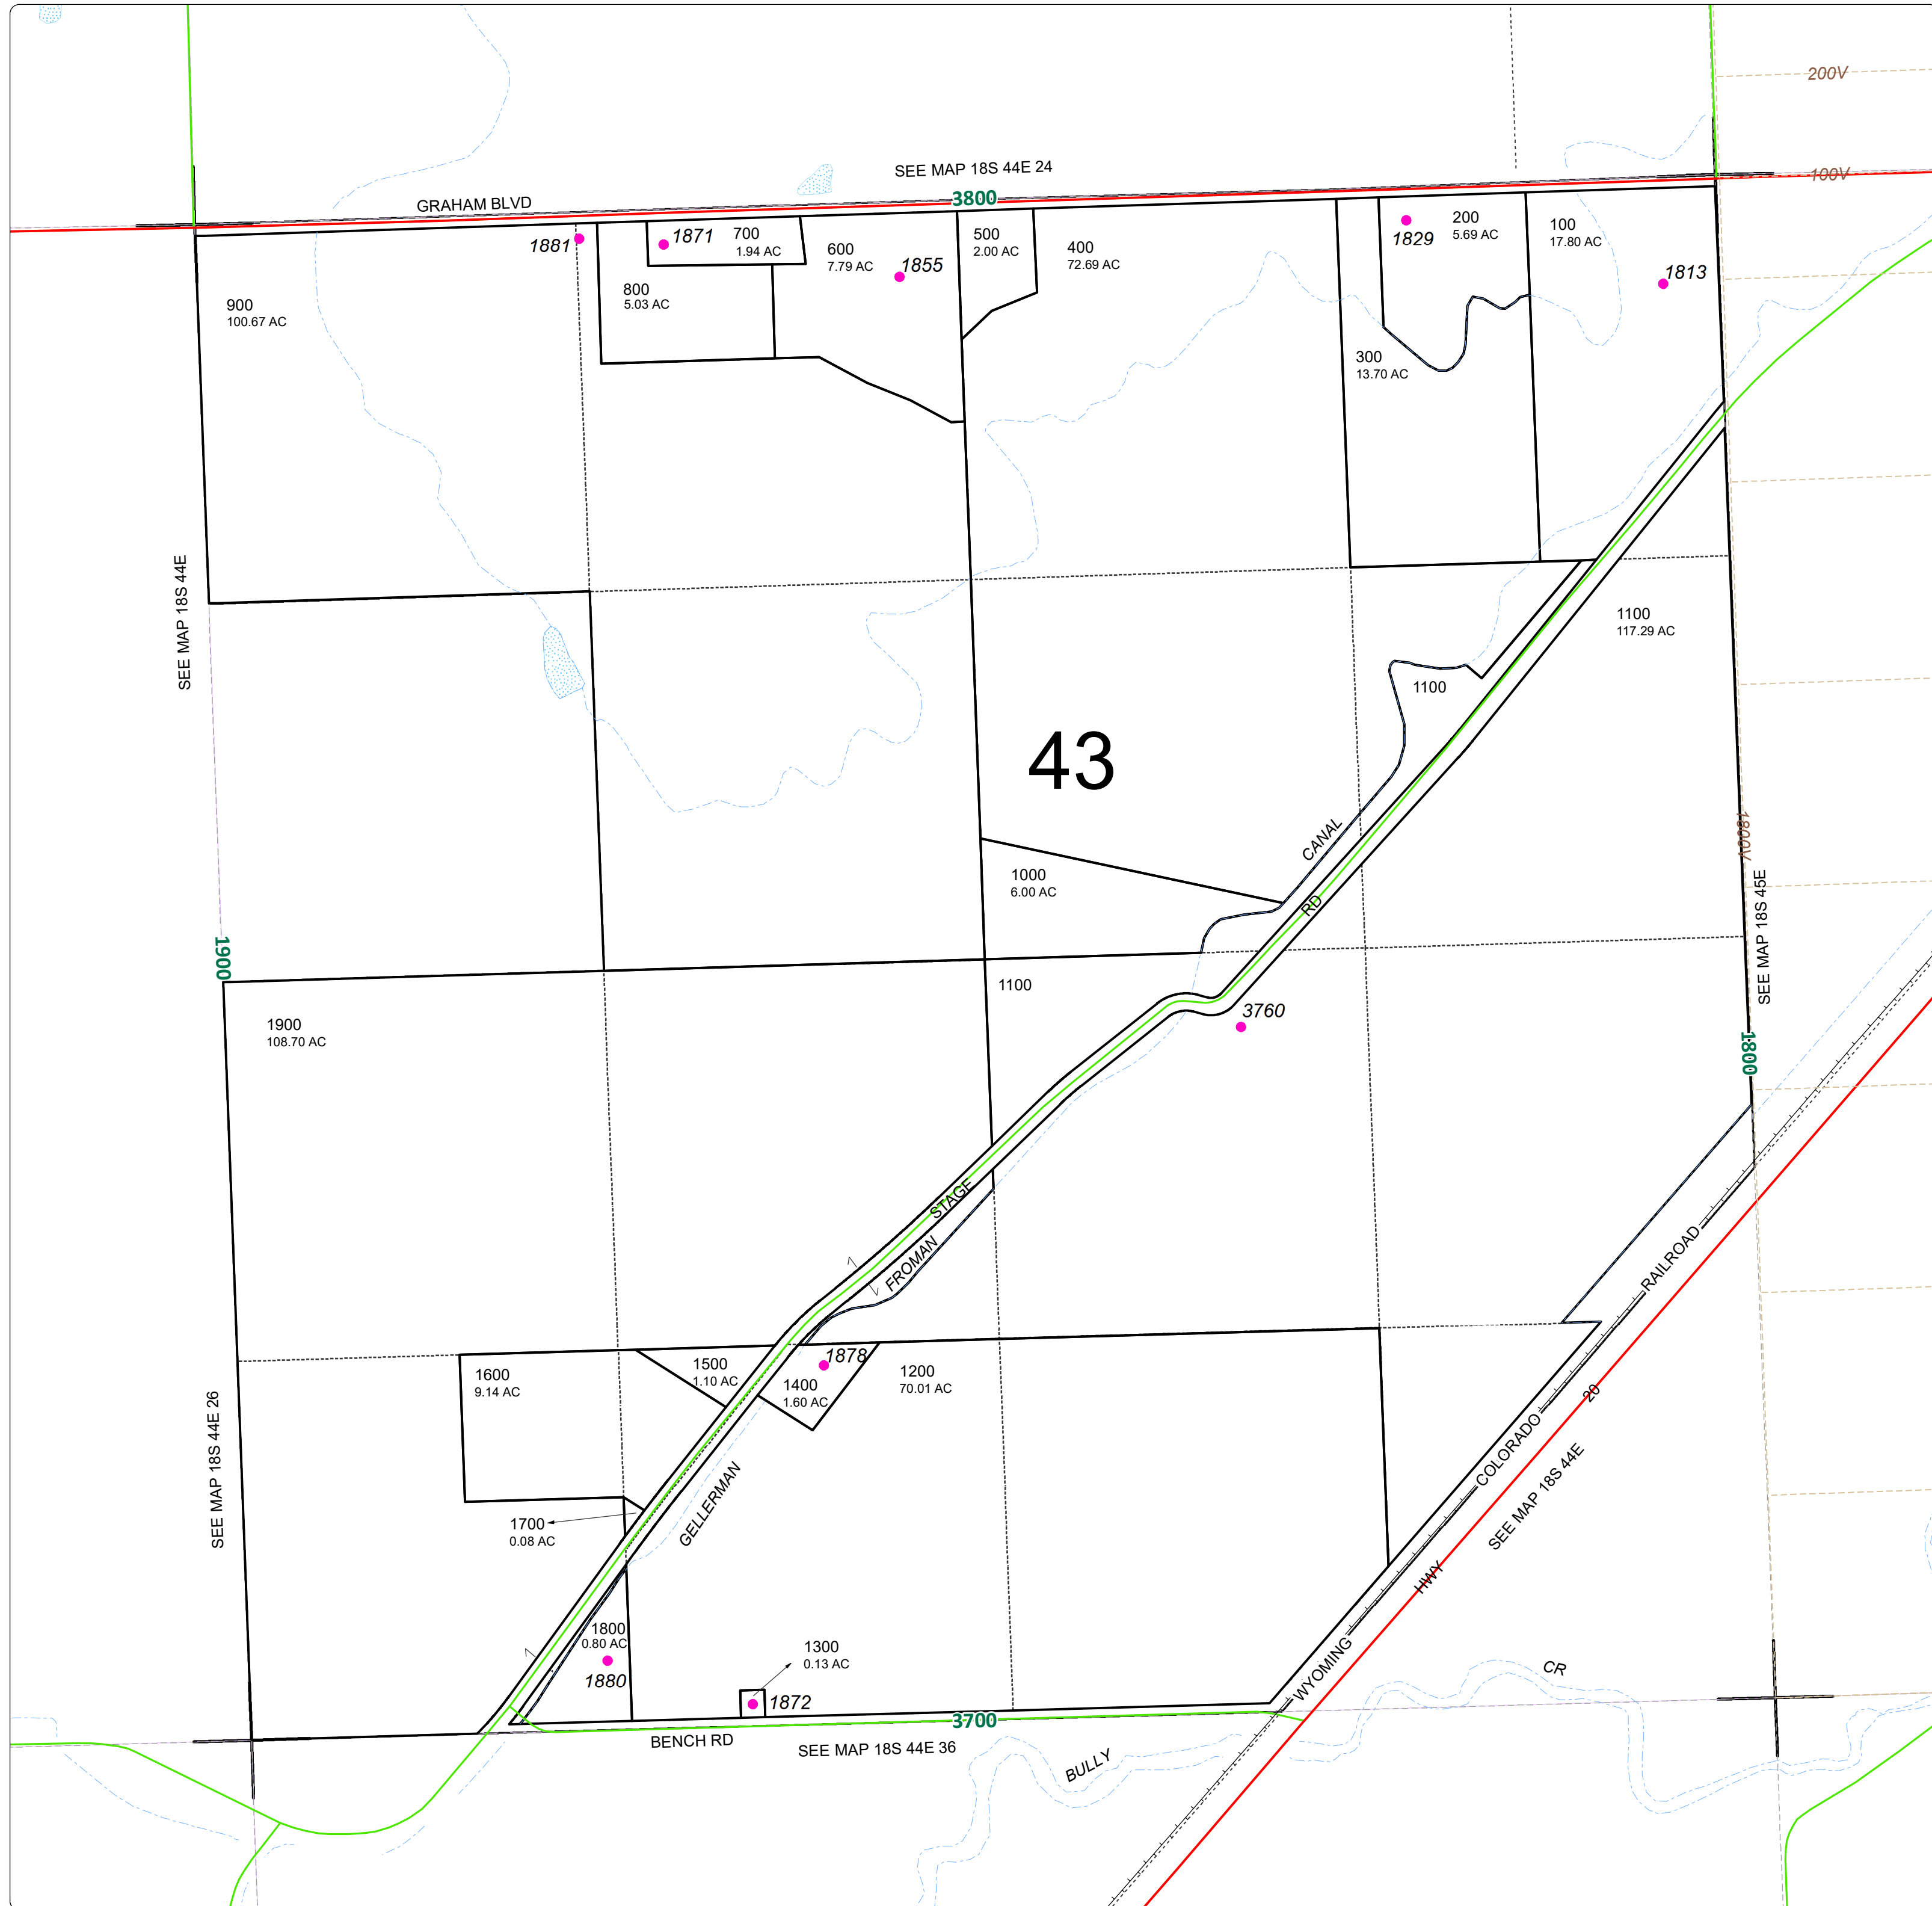 200V
SEE MAP 18S 44E 24
100V
GRAHAM BLVD
3800
1881
1871
700
1.94 AC
600
7.79 AC
1855
500
2.00 AC
400
72.69 AC
1829
200
5.69 AC
100
17.80 AC
1813
900
100.67 AC
800
5.03 AC
300
13.70 AC
SEE MAP 18S 44E
1100
117.29 AC
1100
43
CANAL
1800V
1000
6.00 AC
RD
SEE MAP 18S 45E
1900
1100
3760
1900
108.70 AC
1800
STAGE
FROMAN
RAILROAD
1878
1600
9.14 AC
1500
1.10 AC
1400
1.60 AC
1200
70.01 AC
20
SEE MAP 18S 44E 26
COLORADO
SEE MAP 18S 44E
GELLERMAN
1700
0.08 AC
HWY
1800
0.80 AC
1880
1300
0.13 AC
1872
WYOMING
CR
3700
BENCH RD
SEE MAP 18S 44E 36
BULLY